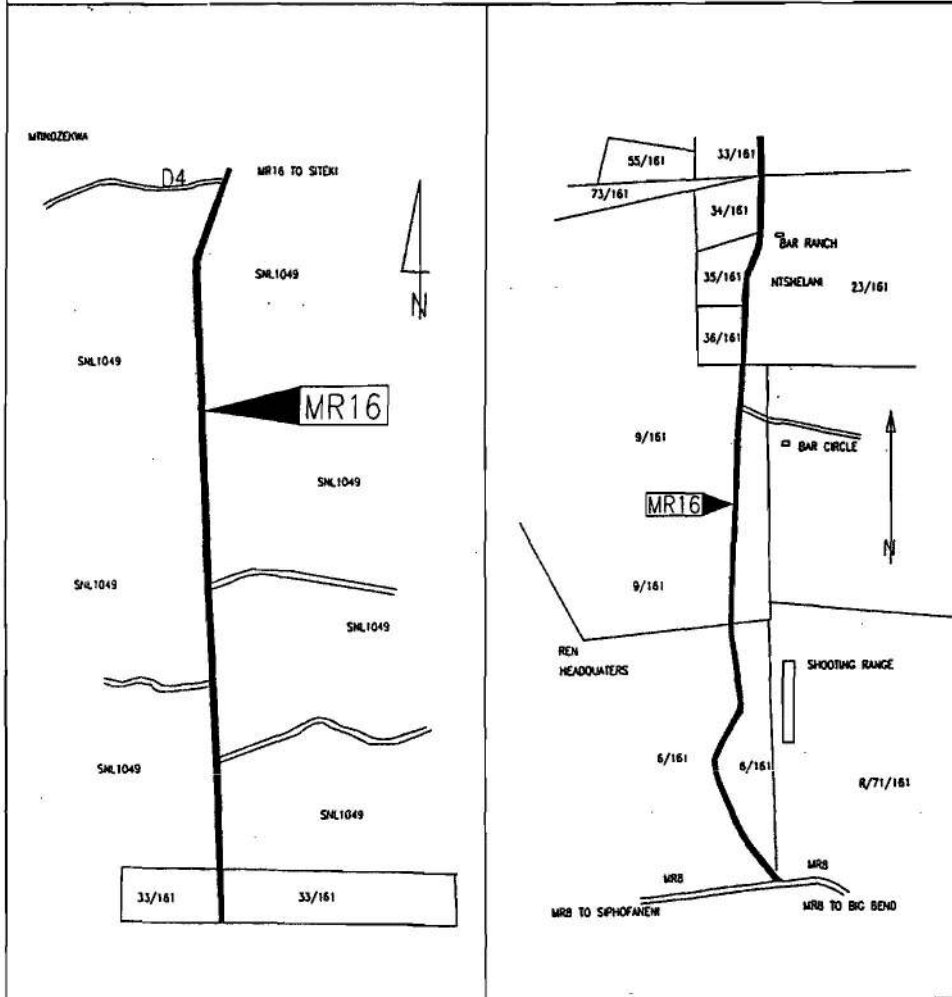 D4
MR16 TO SITEKI
SNL1049
N
SNL1049
MR16
SNL1049
SNL1049
SNL1049
SNL1049
SNL1049
33/161
33/161
55/161
33/161
73/161
34/161
BAR RANCH
35/161
NTSHELANI
23/161
36/161
9/161
BAR CIRCLE
MR16
N
9/161
REN
HEADQUATERS
SHOOTING RANGE
6/161
6/161
R/71/161
MR8
MR8
MR8 TO SIPHOFANENI
MR8 TO BIG BEND